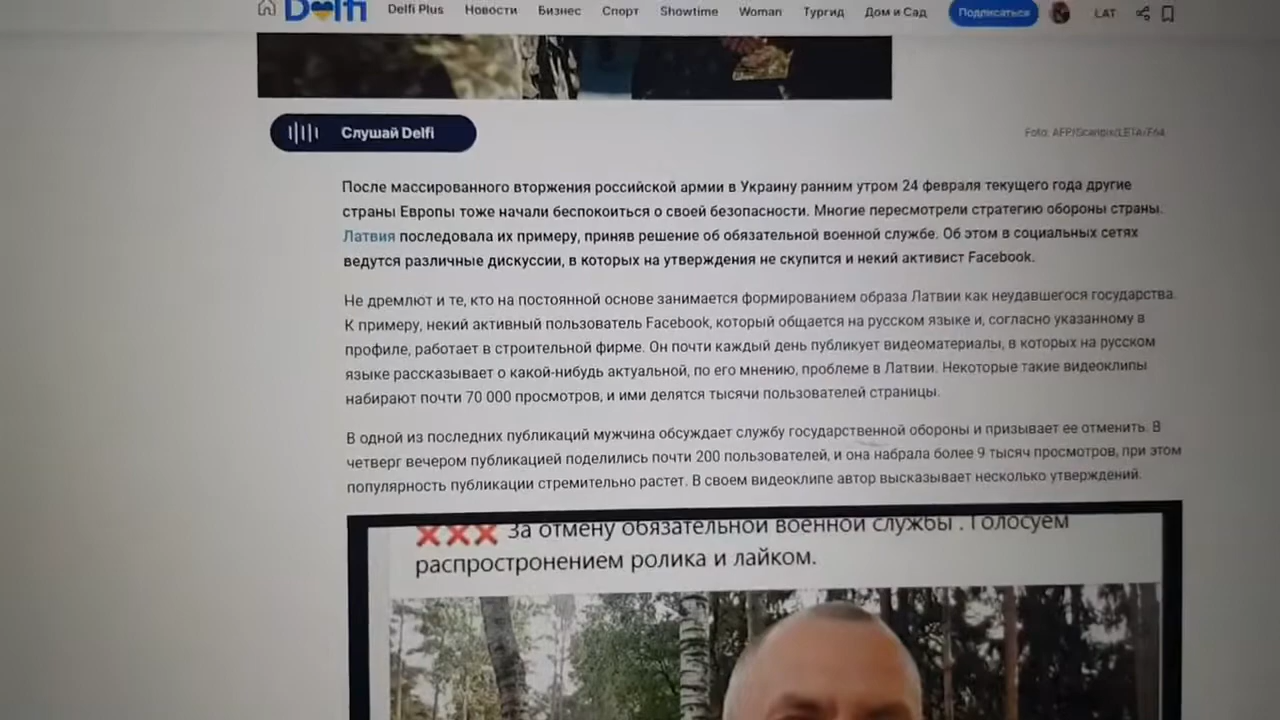 Delfi
Delfi Plus Новости Бизнес Спорт Showtime Woman Тургид Дом и Сад Подписаться LAT
Слушай Delfi
Foto: AFP/Scanpix/LETA/F64
После массированного вторжения российской армии в Украину ранним утром 24 февраля текущего года другие
страны Европы тоже начали беспокоиться о своей безопасности. Многие пересмотрели стратегию обороны страны.
Латвия последовала их примеру, приняв решение об обязательной военной службе. Об этом в социальных сетях
ведутся различные дискуссии, в которых на утверждения не скупится и некий активист Facebook.
Не дремлют и те, кто на постоянной основе занимается формированием образа Латвии как неудавшегося государства.
К примеру, некий активный пользователь Facebook, который общается на русском языке и, согласно указанному в
профиле, работает в строительной фирме. Он почти каждый день публикует видеоматериалы, в которых на русском
языке рассказывает о какой-нибудь актуальной, по его мнению, проблеме в Латвии. Некоторые такие видеоклипы
набирают почти 70 000 просмотров, и ими делятся тысячи пользователей страницы.
В одной из последних публикаций мужчина обсуждает службу государственной обороны и призывает ее отменить. В
четверг вечером публикацией поделились почти 200 пользователей, и она набрала более 9 тысяч просмотров, при этом
популярность публикации стремительно растет. В своем видеоклипе автор высказывает несколько утверждений.
За отмену обязательной военной службы . Голосуем
распростронением ролика и лайком.